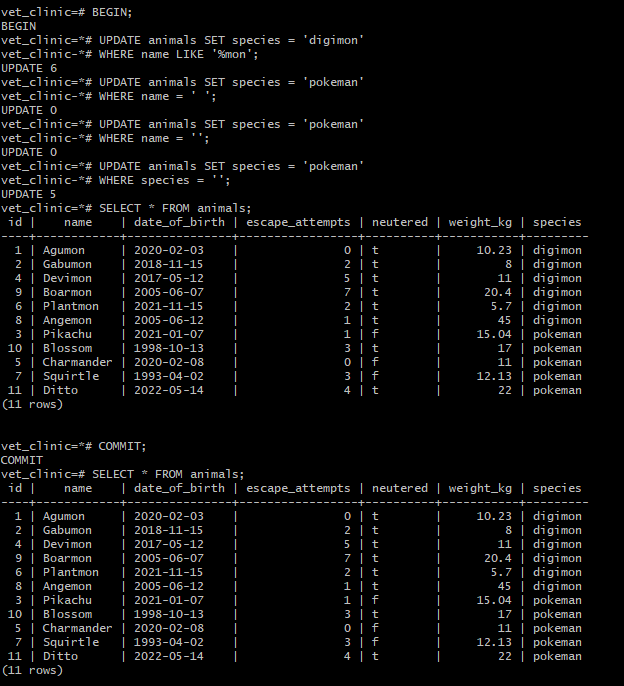 vet_clinic=# BEGIN;
BEGIN
vet_clinic=*# UPDATE animals SET species = 'digimon'
vet_clinic-*# WHERE name LIKE '%mon';
UPDATE 6
vet_clinic=*# UPDATE animals SET species = 'pokeman'
vet_clinic-*# WHERE name = ' ';
UPDATE 0
vet_clinic=*# UPDATE animals SET species = 'pokeman'
vet_clinic-*# WHERE name = '';
UPDATE 0
vet_clinic=*# UPDATE animals SET species = 'pokeman'
vet_clinic-*# WHERE species = '';
UPDATE 5
vet_clinic=*# SELECT * FROM animals;
 id |    name    | date_of_birth | escape_attempts | neutered | weight_kg | species
----+------------+---------------+-----------------+----------+-----------+---------
  1 | Agumon     | 2020-02-03    |               0 | t        |     10.23 | digimon
  2 | Gabumon    | 2018-11-15    |               2 | t        |         8 | digimon
  4 | Devimon    | 2017-05-12    |               5 | t        |        11 | digimon
  9 | Boarmon    | 2005-06-07    |               7 | t        |      20.4 | digimon
  6 | Plantmon   | 2021-11-15    |               2 | t        |       5.7 | digimon
  8 | Angemon    | 2005-06-12    |               1 | t        |        45 | digimon
  3 | Pikachu    | 2021-01-07    |               1 | f        |     15.04 | pokeman
 10 | Blossom    | 1998-10-13    |               3 | t        |        17 | pokeman
  5 | Charmander | 2020-02-08    |               0 | f        |        11 | pokeman
  7 | Squirtle   | 1993-04-02    |               3 | f        |     12.13 | pokeman
 11 | Ditto      | 2022-05-14    |               4 | t        |        22 | pokeman
(11 rows)
vet_clinic=*# COMMIT;
COMMIT
vet_clinic=# SELECT * FROM animals;
 id |    name    | date_of_birth | escape_attempts | neutered | weight_kg | species
----+------------+---------------+-----------------+----------+-----------+---------
  1 | Agumon     | 2020-02-03    |               0 | t        |     10.23 | digimon
  2 | Gabumon    | 2018-11-15    |               2 | t        |         8 | digimon
  4 | Devimon    | 2017-05-12    |               5 | t        |        11 | digimon
  9 | Boarmon    | 2005-06-07    |               7 | t        |      20.4 | digimon
  6 | Plantmon   | 2021-11-15    |               2 | t        |       5.7 | digimon
  8 | Angemon    | 2005-06-12    |               1 | t        |        45 | digimon
  3 | Pikachu    | 2021-01-07    |               1 | f        |     15.04 | pokeman
 10 | Blossom    | 1998-10-13    |               3 | t        |        17 | pokeman
  5 | Charmander | 2020-02-08    |               0 | f        |        11 | pokeman
  7 | Squirtle   | 1993-04-02    |               3 | f        |     12.13 | pokeman
 11 | Ditto      | 2022-05-14    |               4 | t        |        22 | pokeman
(11 rows)